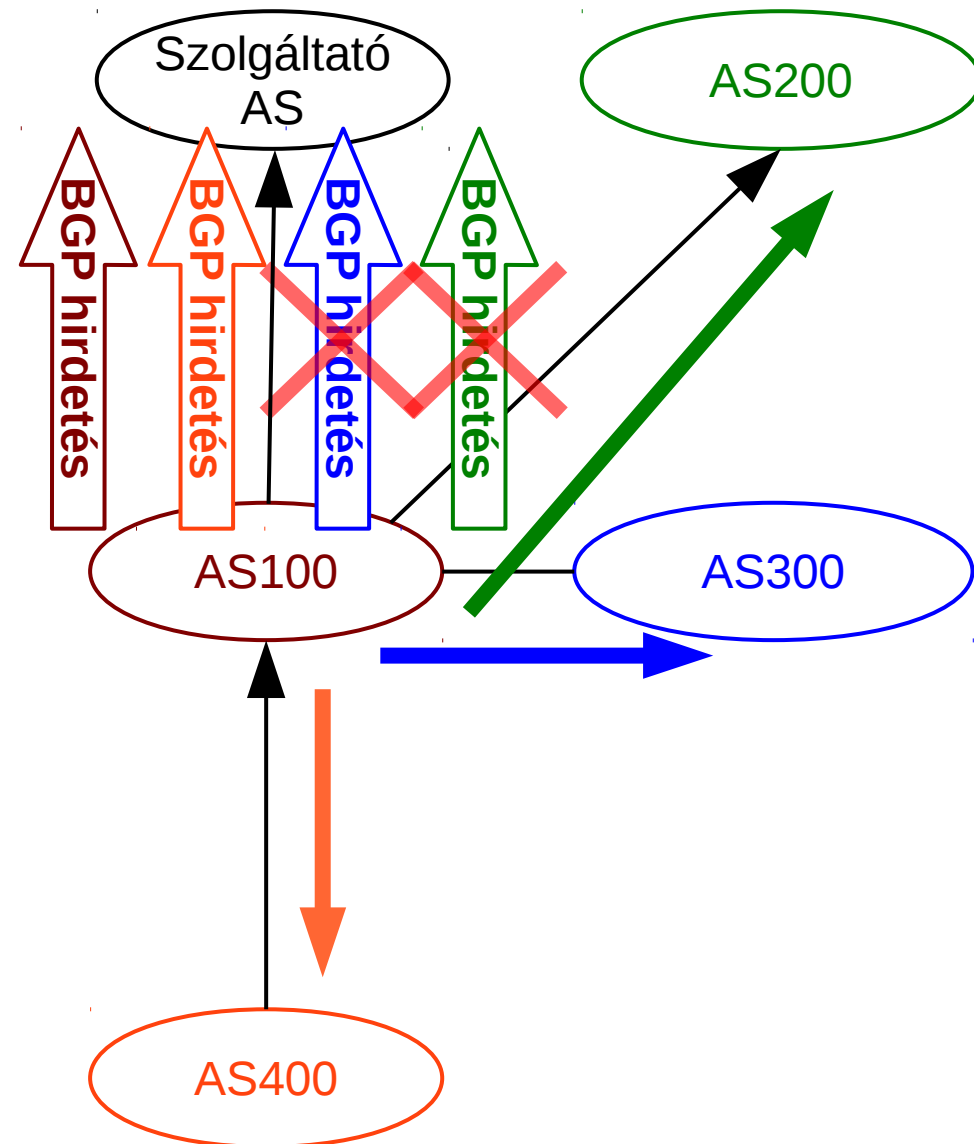 Szolgáltató
AS
AS200
BGP hirdetés
BGP hirdetés
BGP hirdetés
BGP hirdetés
AS100
AS300
AS400